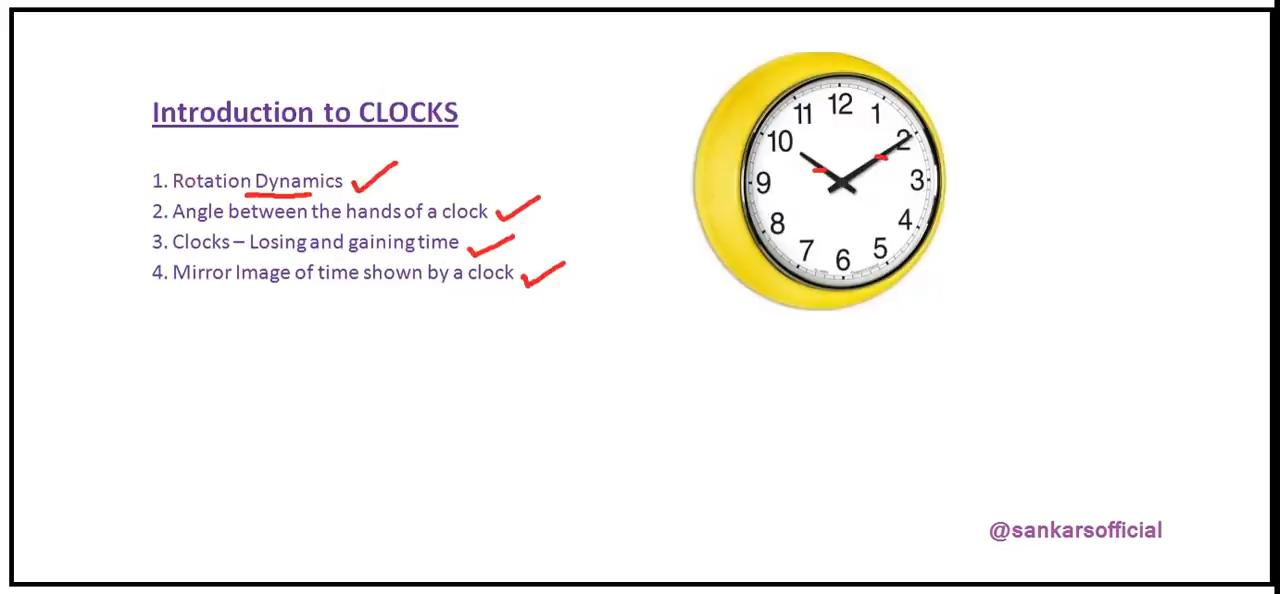 Introduction to CLOCKS
1. Rotation Dynamics
2. Angle between the hands of a clock
3. Clocks – Losing and gaining time
4. Mirror Image of time shown by a clock
12
11
1
10
2
9
3
8
4
7
5
6
@sankarsofficial